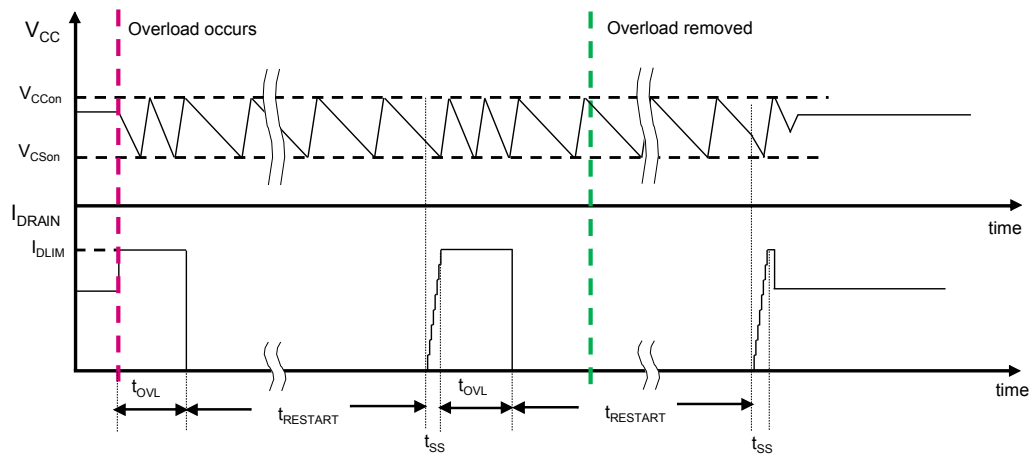 V_CC
Overload occurs
Overload removed
V_CCon
V_CSon
time
I_DRAIN
I_DLIM
time
t_OVL
t_RESTART
t_OVL
t_RESTART
t_SS
t_SS